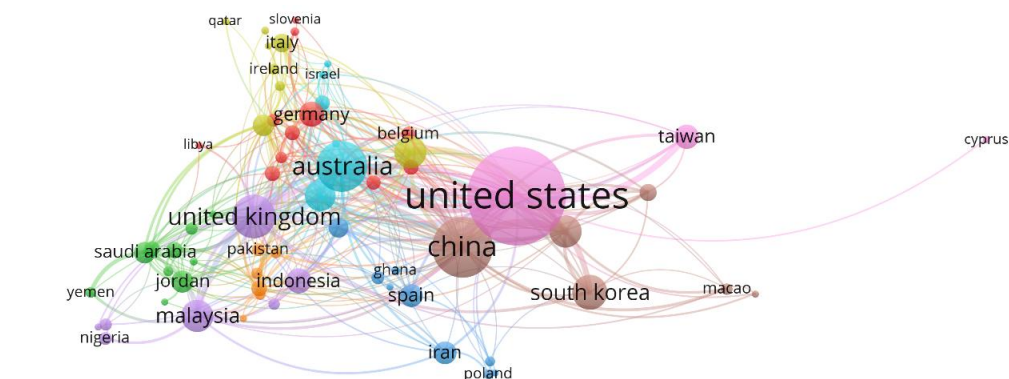 qatar
slovenia
italy
ireland
israel
germany
belgium
taiwan
cyprus
libya
australia
united states
united kingdom
china
saudi arabia
pakistan
ghana
jordan
indonesia
yemen
spain
south korea
macao
malaysia
nigeria
iran
poland